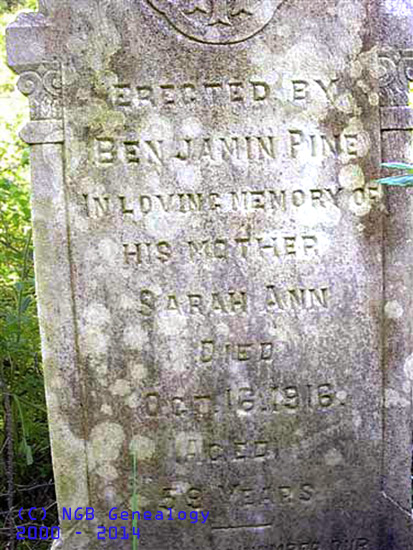 ERECTED BY
BENJAMIN PINE
IN LOVING MEMORY OF
HIS MOTHER
SARAH ANN
DIED
OCT. 16. 1916.
AGED
59 YEARS
(C) NGB Genealogy
2000 - 2014